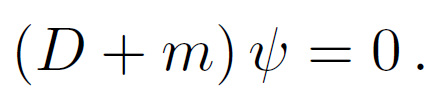 (D + m) ψ = 0 .